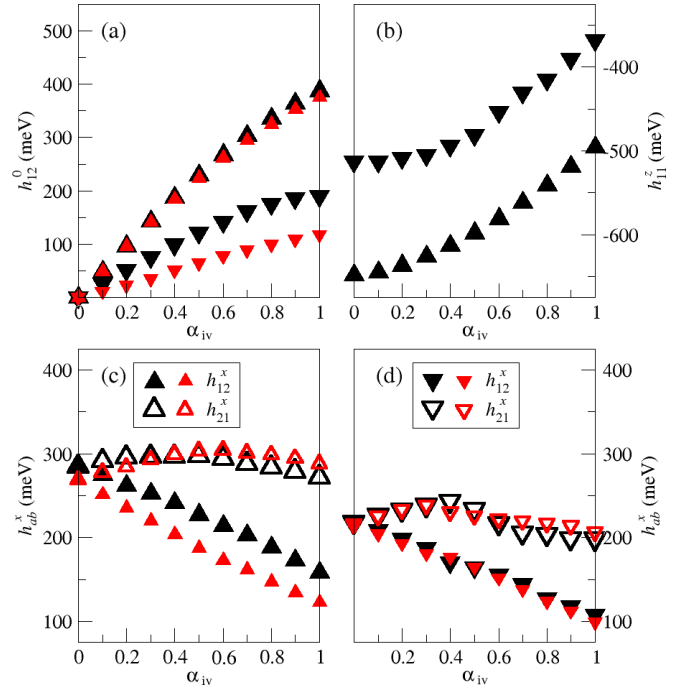 (a)
500
400
300
200
100
0
h⁰₁₂ (meV)
0 0.2 0.4 0.6 0.8 1
α_iv
(b)
-400
-500
-600
h^z_11 (meV)
0 0.2 0.4 0.6 0.8 1
α_iv
(c)
h^x_12
h^x_21
400
300
200
100
h^x_ab (meV)
0 0.2 0.4 0.6 0.8 1
α_iv
(d)
h^x_12
h^x_21
400
300
200
100
h^x_ab (meV)
0 0.2 0.4 0.6 0.8 1
α_iv